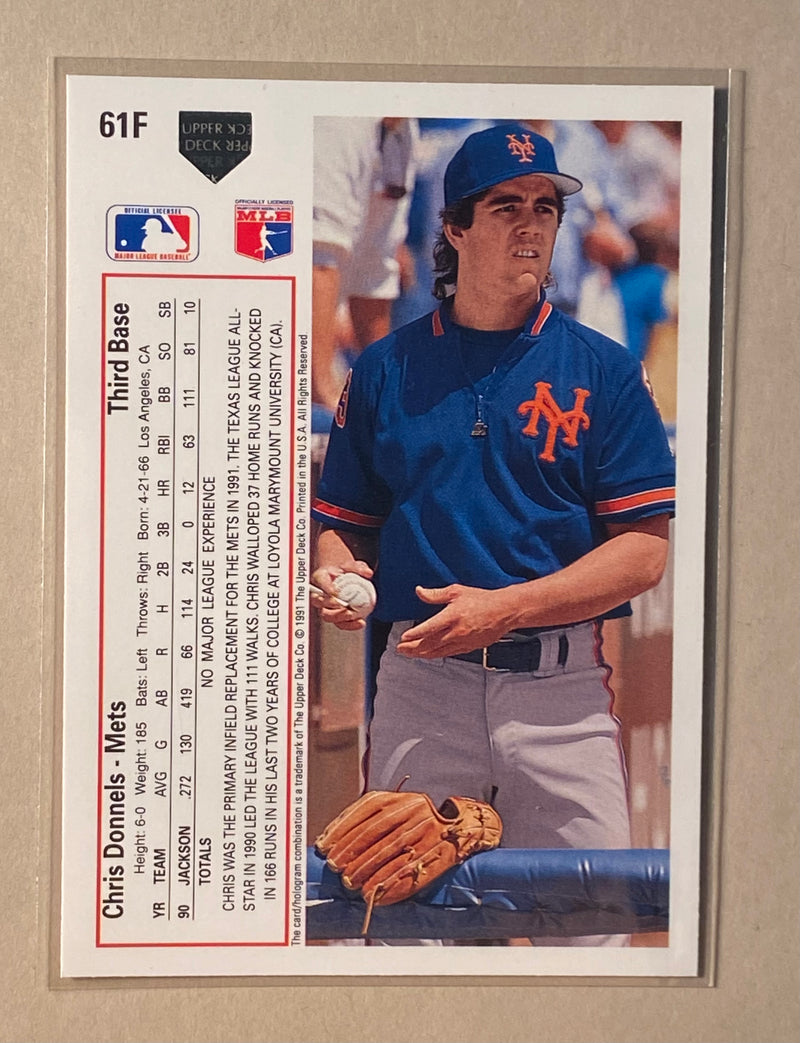 61F
UPPER
DECK
OFFICIAL LICENSEE
MAJOR LEAGUE BASEBALL
OFFICIALLY LICENSED
MAJOR LEAGUE BASEBALL PLAYERS
MLB
Chris Donnels - Mets Third Base
Height: 6-0 Weight: 185 Bats: Left Throws: Right Born: 4-21-66 Los Angeles, CA
YR TEAM AVG G AB R H 2B 3B HR RBI BB SO SB
90 JACKSON .272 130 419 66 114 24 0 12 63 111 81 10
TOTALS NO MAJOR LEAGUE EXPERIENCE
CHRIS WAS THE PRIMARY INFIELD REPLACEMENT FOR THE METS IN 1991. THE TEXAS LEAGUE ALL-
STAR IN 1990 LED THE LEAGUE WITH 111 WALKS. CHRIS WALLOPED 37 HOME RUNS AND KNOCKED
IN 166 RUNS IN HIS LAST TWO YEARS OF COLLEGE AT LOYOLA MARYMOUNT UNIVERSITY (CA).
The card/hologram combination is a trademark of The Upper Deck Co. © 1991 The Upper Deck Co. Printed in the U.S.A. All Rights Reserved
NY
NY